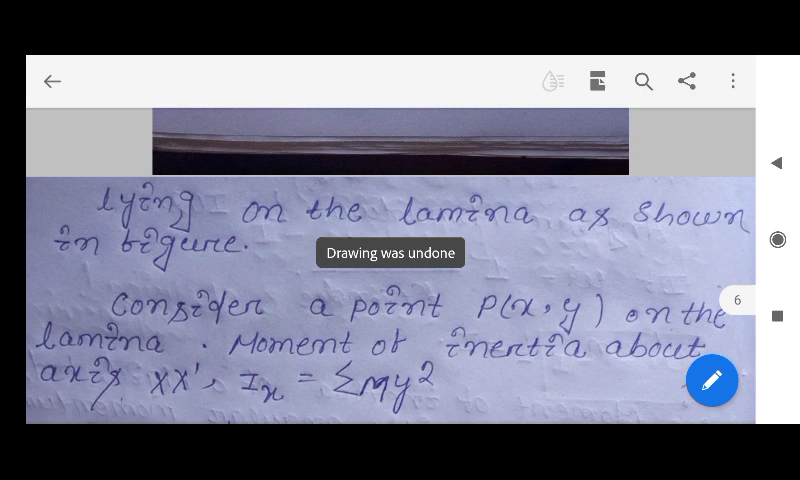 lying on the lamina as shown
in figure.
Drawing was undone
6
Consider a point P(x, y) on the
lamina. Moment of inertia about
axis XX', Ix = ΣMy²